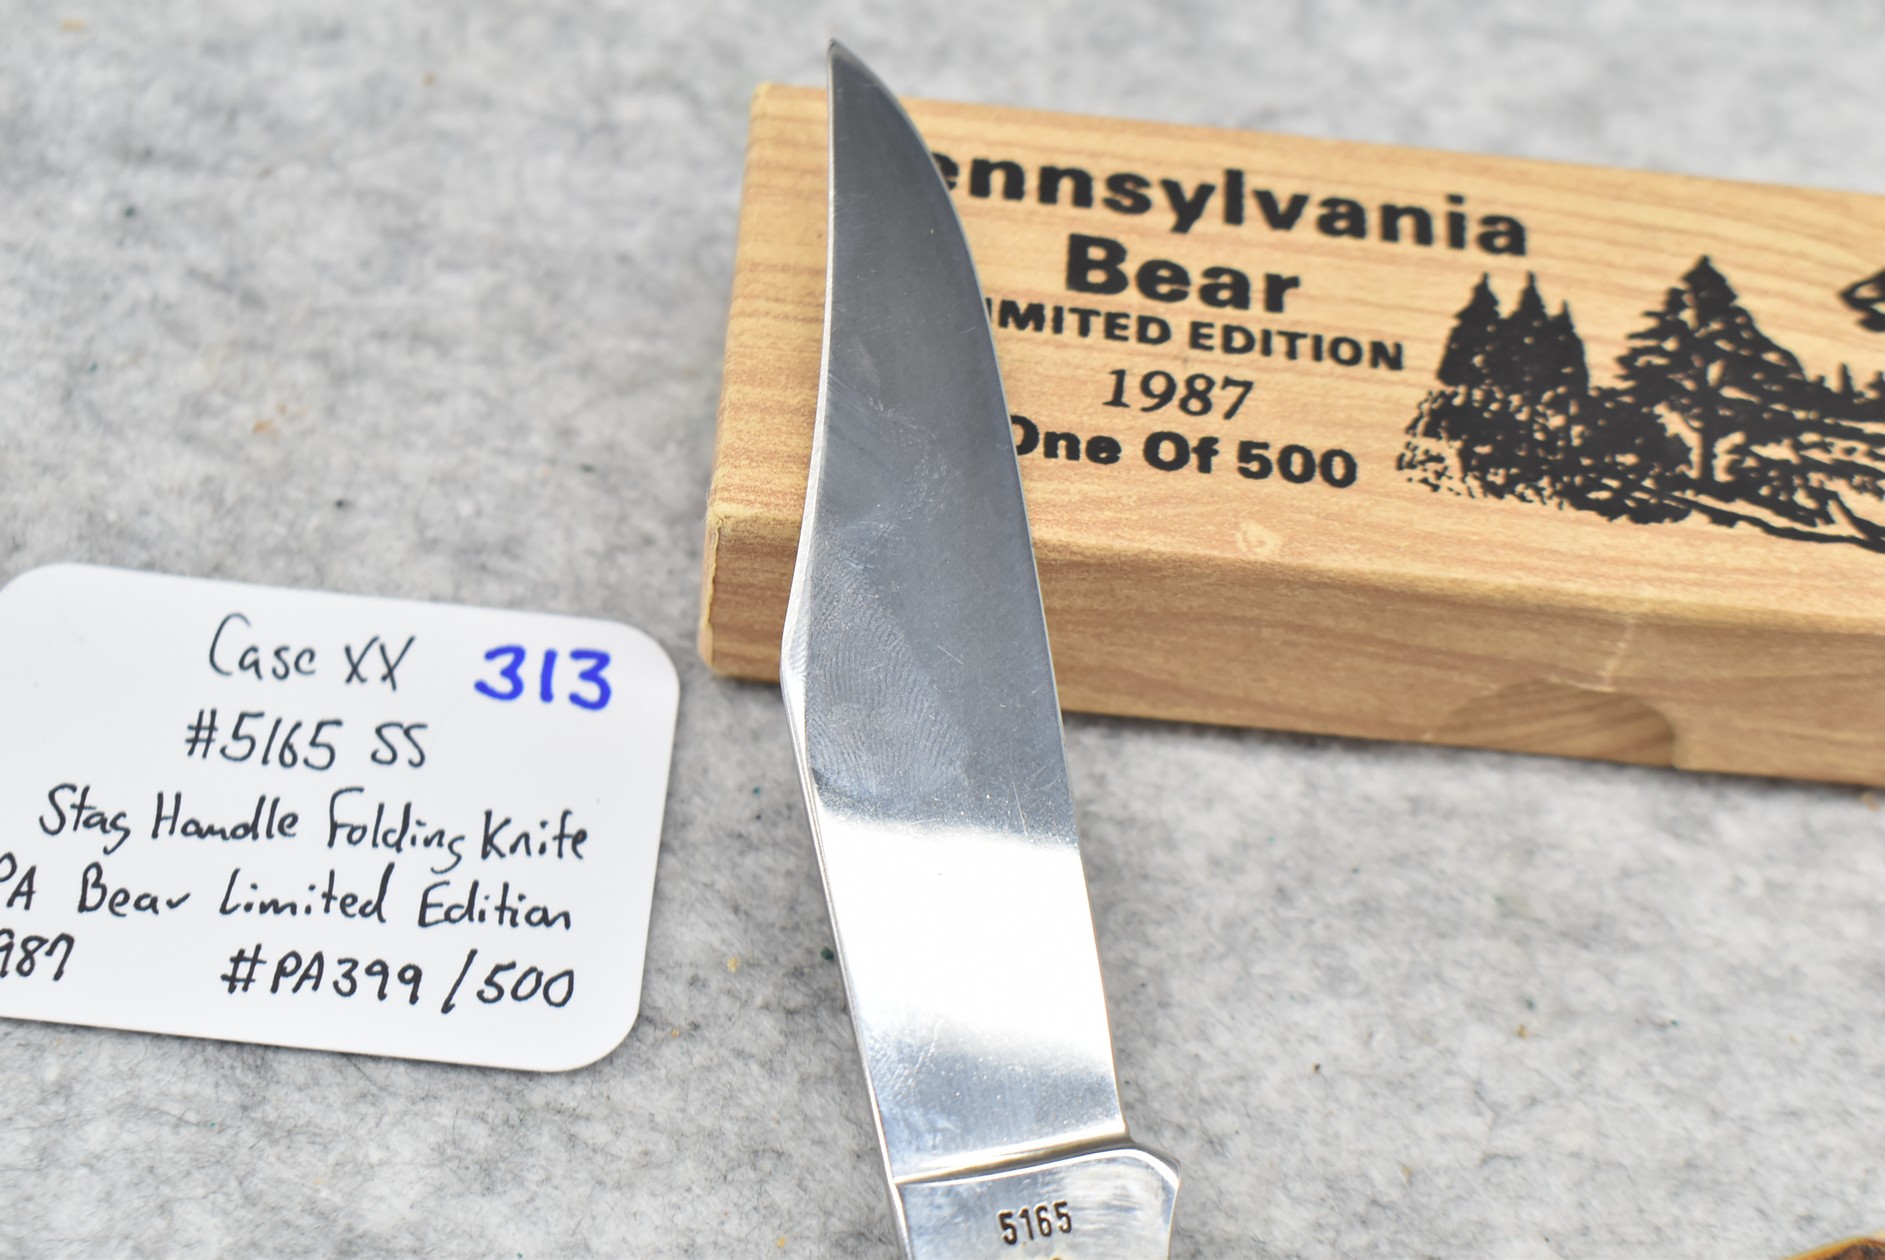 Case XX 313
#5165 SS
Stag Handle Folding Knife
PA Bear Limited Edition
987 #PA399/500
ennsylvania
Bear
IMITED EDITION
1987
One Of 500
5165